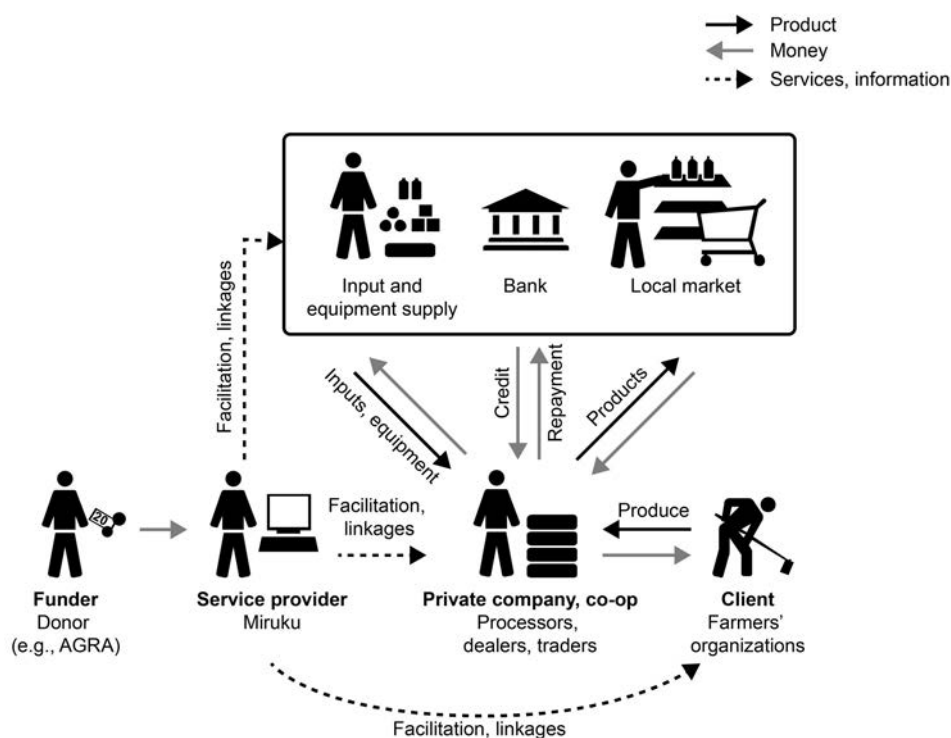 Product
Money
Services, information
Input and
equipment supply
Bank
Local market
Facilitation, linkages
Inputs, equipment
Credit
Repayment
Products
20
Facilitation,
linkages
Produce
Funder
Donor
(e.g., AGRA)
Service provider
Miruku
Private company, co-op
Processors,
dealers, traders
Client
Farmers'
organizations
Facilitation, linkages